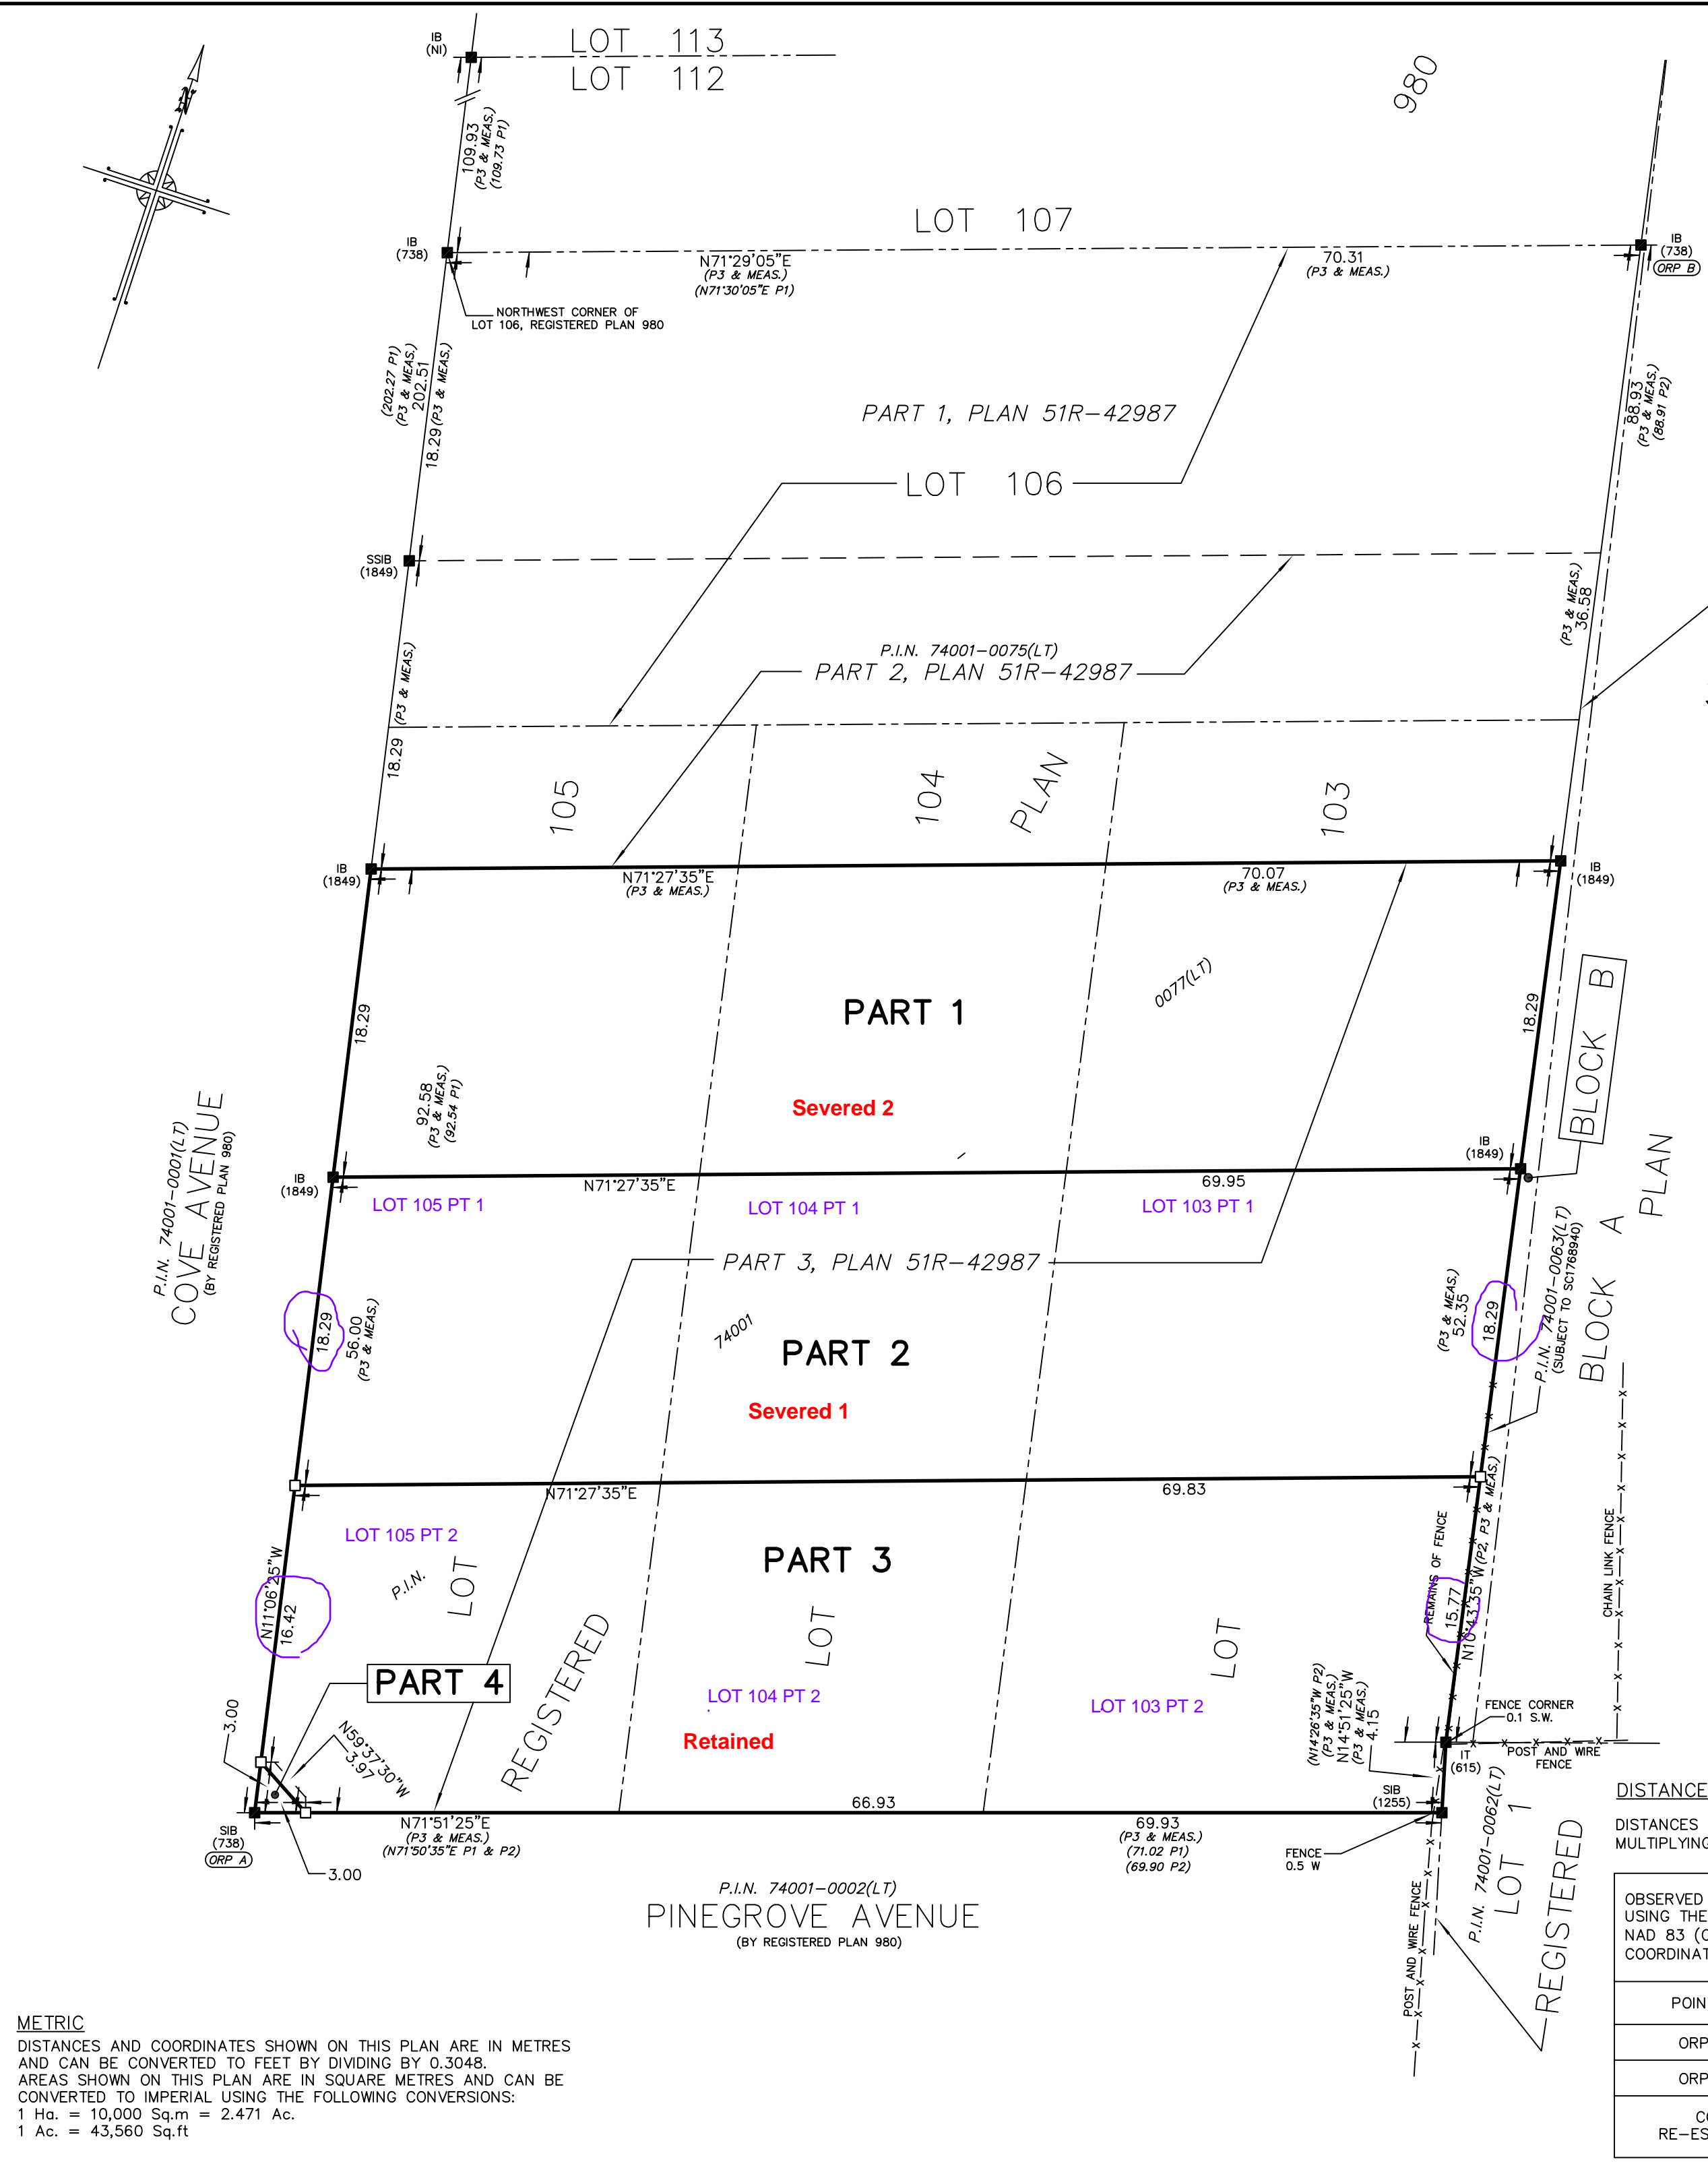 IB
(NI)
LOT 113
LOT 112
980
109.93
(P3 & MEAS.)
(109.73 P1)
IB
(738)
LOT 107
N71°29'05"E
(P3 & MEAS.)
(N71°30'05"E P1)
70.31
(P3 & MEAS.)
IB
(738)
ORP B
NORTHWEST CORNER OF
LOT 106, REGISTERED PLAN 980
(202.27 P1)
(P3 & MEAS.)
202.51
18.29 (P3 & MEAS.)
88.93
(P3 & MEAS.)
(88.91 P2)
PART 1, PLAN 51R-42987
LOT 106
SSIB
(1849)
(P3 & MEAS.)
36.58
P.I.N. 74001-0075(LT)
PART 2, PLAN 51R-42987
18.29
(P3 & MEAS.)
105
104
PLAN
103
IB
(1849)
N71°27'35"E
(P3 & MEAS.)
70.07
(P3 & MEAS.)
IB
(1849)
18.29
PART 1
0077(LT)
18.29
BLOCK B
92.58
(P3 & MEAS.)
(92.54 P1)
Severed 2
P.I.N. 74001-0001(LT)
COVE AVENUE
(BY REGISTERED PLAN 980)
IB
(1849)
N71°27'35"E
69.95
IB
(1849)
LOT 105 PT 1
LOT 104 PT 1
LOT 103 PT 1
PLAN
PART 3, PLAN 51R-42987
18.29
56.00
(P3 & MEAS.)
74001
PART 2
Severed 1
(P3 & MEAS.)
52.35
18.29
P.I.N. 74001-0063(LT)
(SUBJECT TO SC1768940)
BLOCK A
N71°27'35"E
69.83
LOT 105 PT 2
PART 3
N11°06'25"W
16.42
P.I.N.
LOT
REGISTERED
LOT
LOT
REMAINS OF FENCE
15.77
N10°43'35"W (P2, P3 & MEAS.)
CHAIN LINK FENCE
PART 4
LOT 104 PT 2
LOT 103 PT 2
Retained
3.00
N59°37'30"W
3.97
(N14°26'35"W P2)
(P3 & MEAS.)
N14°51'25"W
(P3 & MEAS.)
4.15
FENCE CORNER
0.1 S.W.
IT
(615)
POST AND WIRE
FENCE
SIB
(1255)
SIB
(738)
ORP A
3.00
N71°51'25"E
(P3 & MEAS.)
(N71°50'35"E P1 & P2)
66.93
69.93
(P3 & MEAS.)
(71.02 P1)
(69.90 P2)
FENCE
0.5 W
P.I.N. 74001-0002(LT)
PINEGROVE AVENUE
(BY REGISTERED PLAN 980)
POST AND WIRE FENCE
P.I.N. 74001-0062(LT)
LOT 1
REGISTERED
DISTANCE
DISTANCES
MULTIPLYING
OBSERVED
USING THE
NAD 83 (O
COORDINAT
POIN
ORP
ORP
CO
RE-ES
METRIC
DISTANCES AND COORDINATES SHOWN ON THIS PLAN ARE IN METRES
AND CAN BE CONVERTED TO FEET BY DIVIDING BY 0.3048.
AREAS SHOWN ON THIS PLAN ARE IN SQUARE METRES AND CAN BE
CONVERTED TO IMPERIAL USING THE FOLLOWING CONVERSIONS:
1 Ha. = 10,000 Sq.m = 2.471 Ac.
1 Ac. = 43,560 Sq.ft